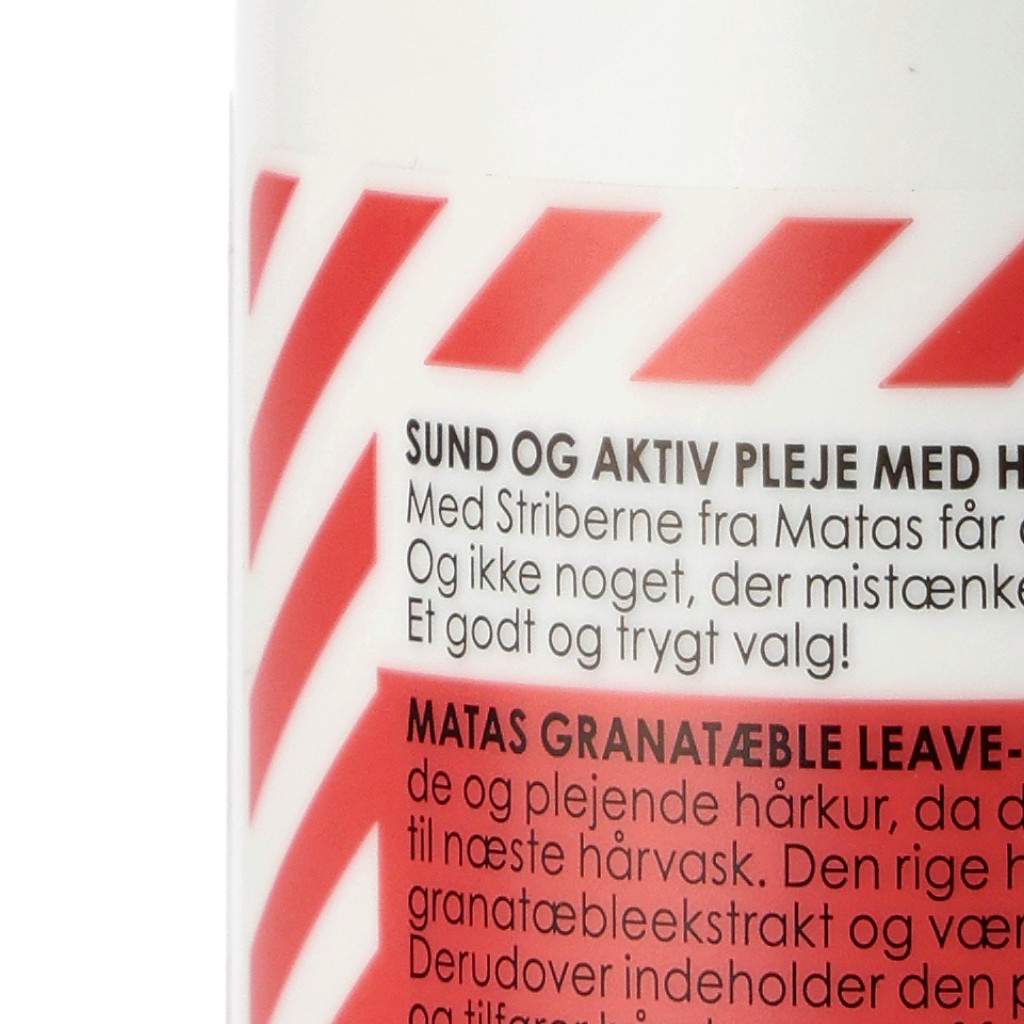 SUND OG AKTIV PLEJE MED
Med Striberne fra Matas får
Og ikke noget, der mistænke
Et godt og trygt valg!
MATAS GRANATÆBLE LEAVE-
de og plejende hårkur, da d
til næste hårvask. Den rige h
granatæbleekstrakt og vær
Derudover indeholder den p
og tilfører